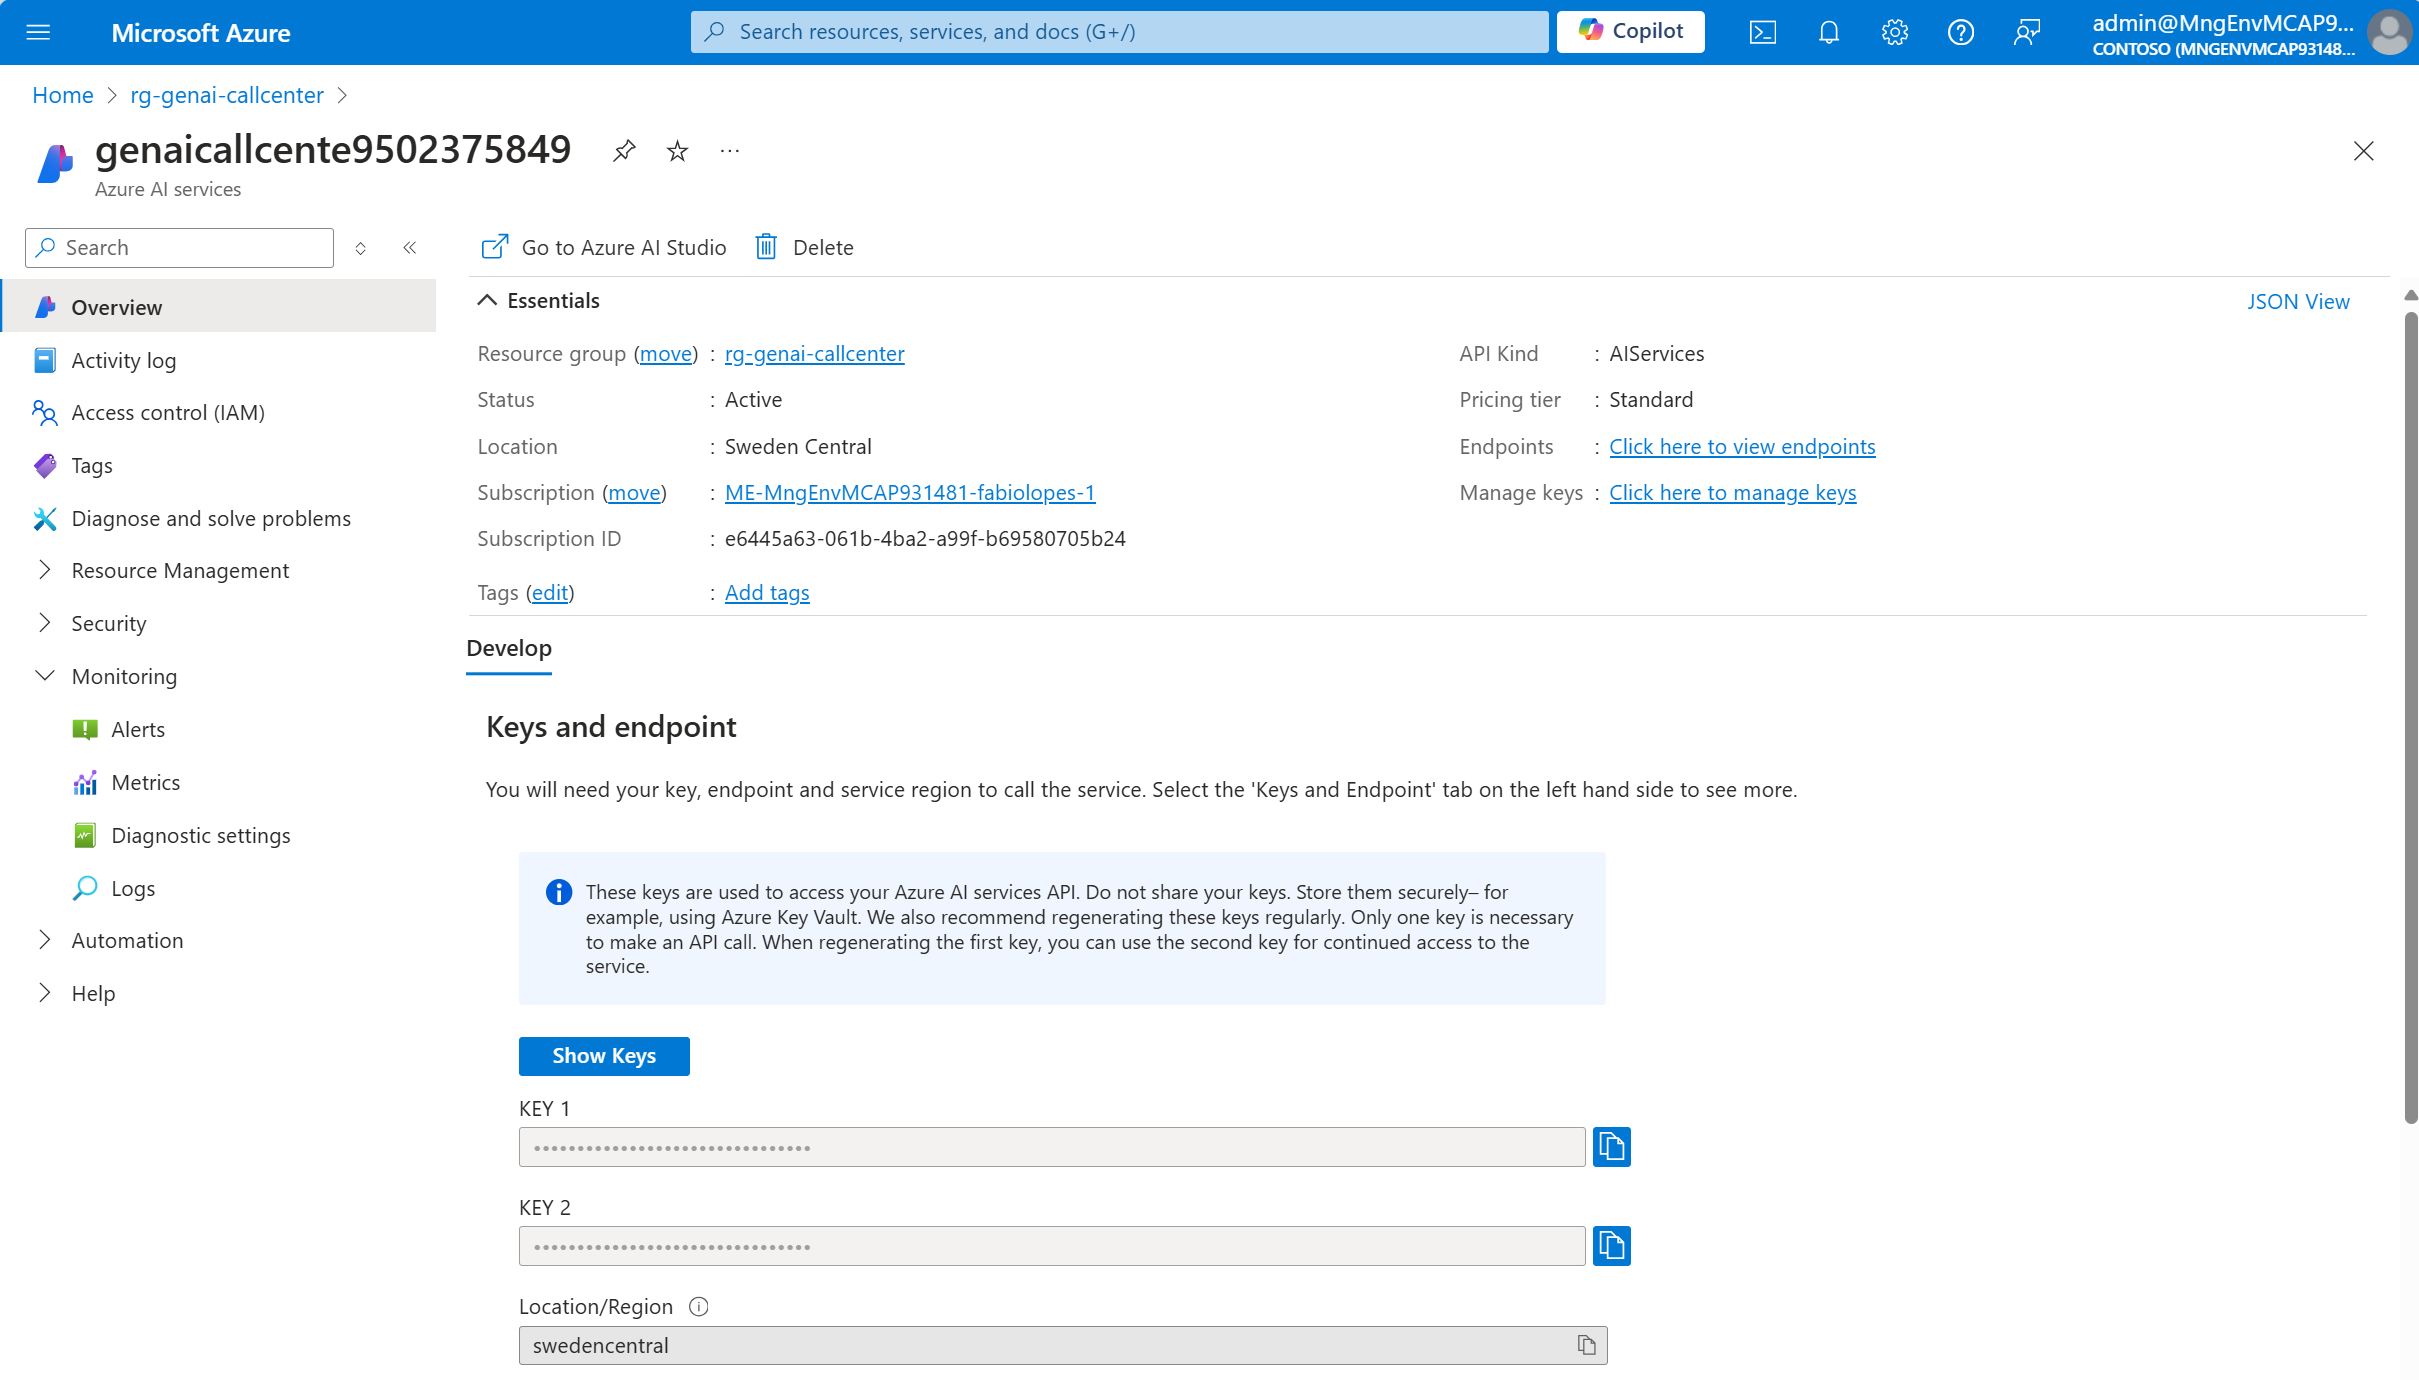 Microsoft Azure
Search resources, services, and docs (G+/)
Copilot
admin@MngEnvMCAP9...
CONTOSO (MNGENVMCAP93148...
Home > rg-genai-callcenter >
genaicallcente9502375849
Azure AI services
Search
Overview
Activity log
Access control (IAM)
Tags
Diagnose and solve problems
Resource Management
Security
Monitoring
Alerts
Metrics
Diagnostic settings
Logs
Automation
Help
Go to Azure AI Studio
Delete
Essentials
JSON View
Resource group (move) : rg-genai-callcenter
Status : Active
Location : Sweden Central
Subscription (move) : ME-MngEnvMCAP931481-fabiolopes-1
Subscription ID : e6445a63-061b-4ba2-a99f-b69580705b24
Tags (edit) : Add tags
API Kind : AIServices
Pricing tier : Standard
Endpoints : Click here to view endpoints
Manage keys : Click here to manage keys
Develop
Keys and endpoint
You will need your key, endpoint and service region to call the service. Select the 'Keys and Endpoint' tab on the left hand side to see more.
These keys are used to access your Azure AI services API. Do not share your keys. Store them securely– for
example, using Azure Key Vault. We also recommend regenerating these keys regularly. Only one key is necessary
to make an API call. When regenerating the first key, you can use the second key for continued access to the
service.
Show Keys
KEY 1
••••••••••••••••••••••••••••••••
KEY 2
••••••••••••••••••••••••••••••••
Location/Region
swedencentral